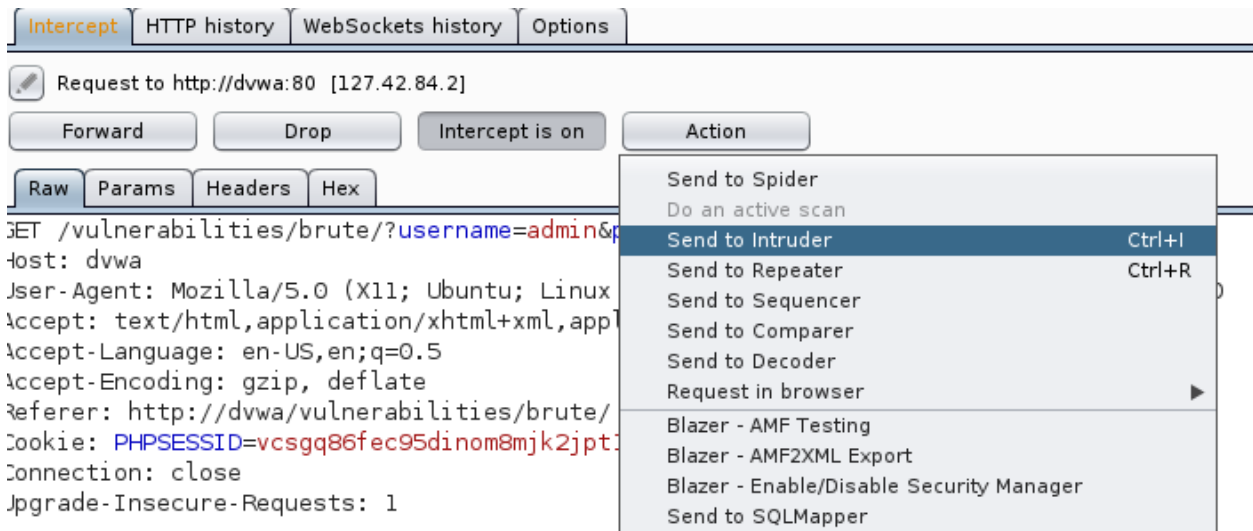 Intercept HTTP history WebSockets history Options
Request to http://dvwa:80 [127.42.84.2]
Forward Drop Intercept is on Action
Raw Params Headers Hex
GET /vulnerabilities/brute/?username=admin&p
Host: dvwa
User-Agent: Mozilla/5.0 (X11; Ubuntu; Linux
Accept: text/html,application/xhtml+xml,appl
Accept-Language: en-US,en;q=0.5
Accept-Encoding: gzip, deflate
Referer: http://dvwa/vulnerabilities/brute/
Cookie: PHPSESSID=vcsgq86fec95dinom8mjk2jpt
Connection: close
Upgrade-Insecure-Requests: 1
Send to Spider
Do an active scan
Send to Intruder Ctrl+I
Send to Repeater Ctrl+R
Send to Sequencer
Send to Comparer
Send to Decoder
Request in browser
Blazer - AMF Testing
Blazer - AMF2XML Export
Blazer - Enable/Disable Security Manager
Send to SQLMapper